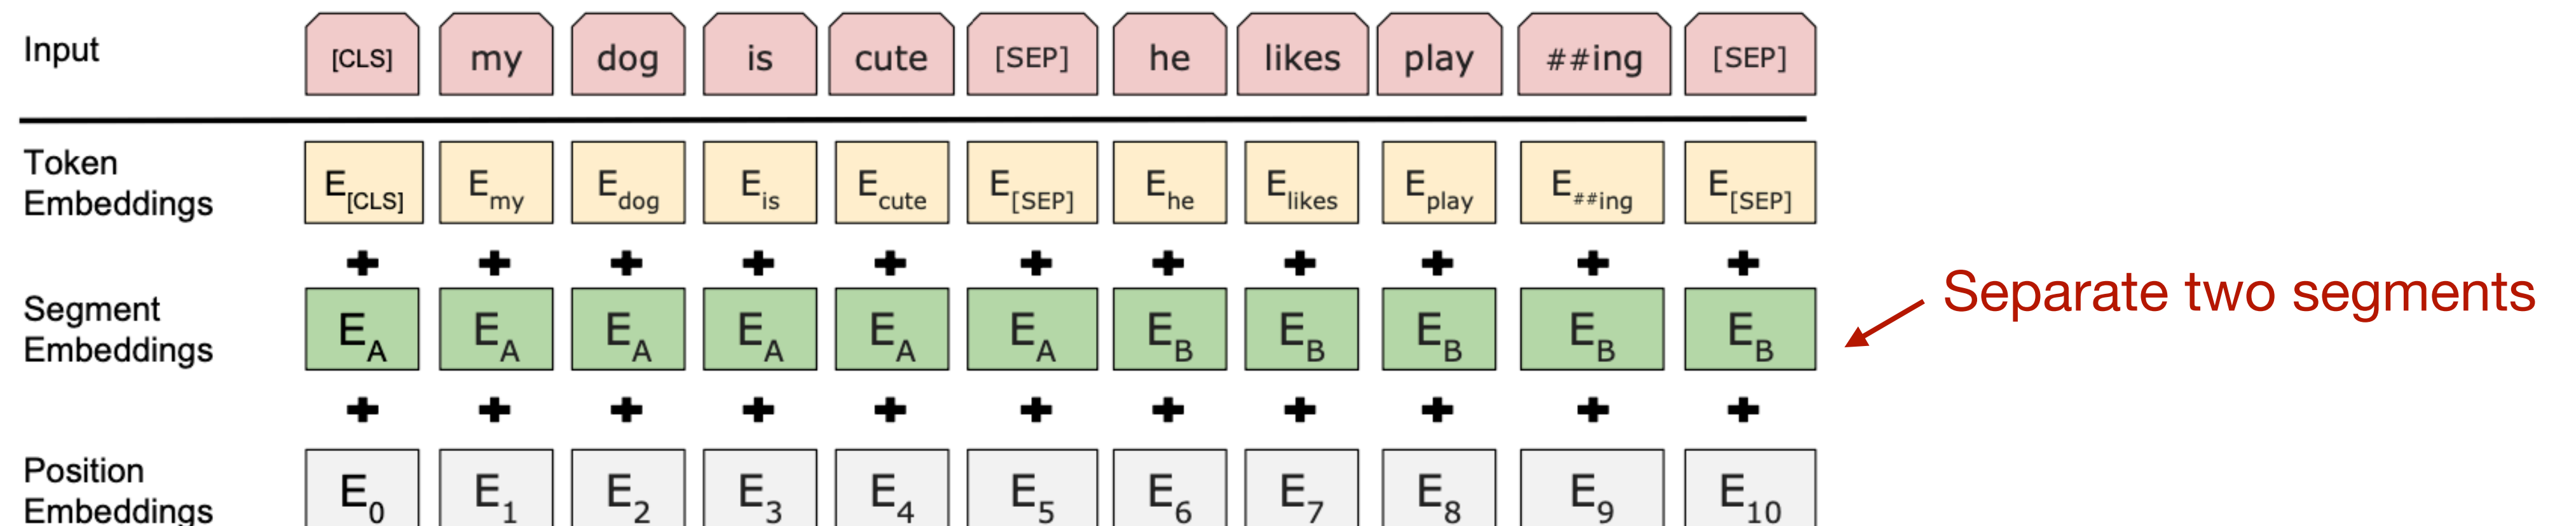 Input [CLS] my dog is cute [SEP] he likes play ##ing [SEP]
Token
Embeddings E[CLS] Emy Edog Eis Ecute E[SEP] Ehe Elikes Eplay E##ing E[SEP]
+ + + + + + + + + + +
Segment
Embeddings EA EA EA EA EA EA EB EB EB EB EB
Separate two segments
+ + + + + + + + + + +
Position
Embeddings E0 E1 E2 E3 E4 E5 E6 E7 E8 E9 E10